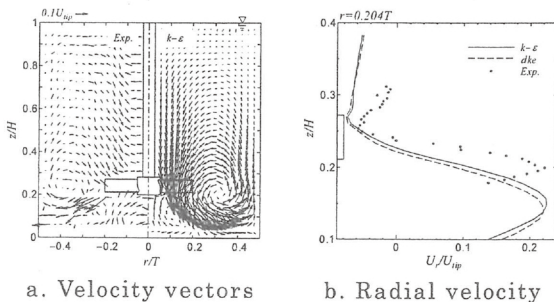 0.1U_tip
Exp.
k-ε
1
0.8
0.6
0.4
0.2
0
z/H
-0.4
-0.2
0
0.2
0.4
r/T
a. Velocity vectors
r=0.204T
k-ε
dke
Exp.
0.4
0.3
0.2
0.1
z/H
0
0.1
0.2
U_r/U_tip
b. Radial velocity